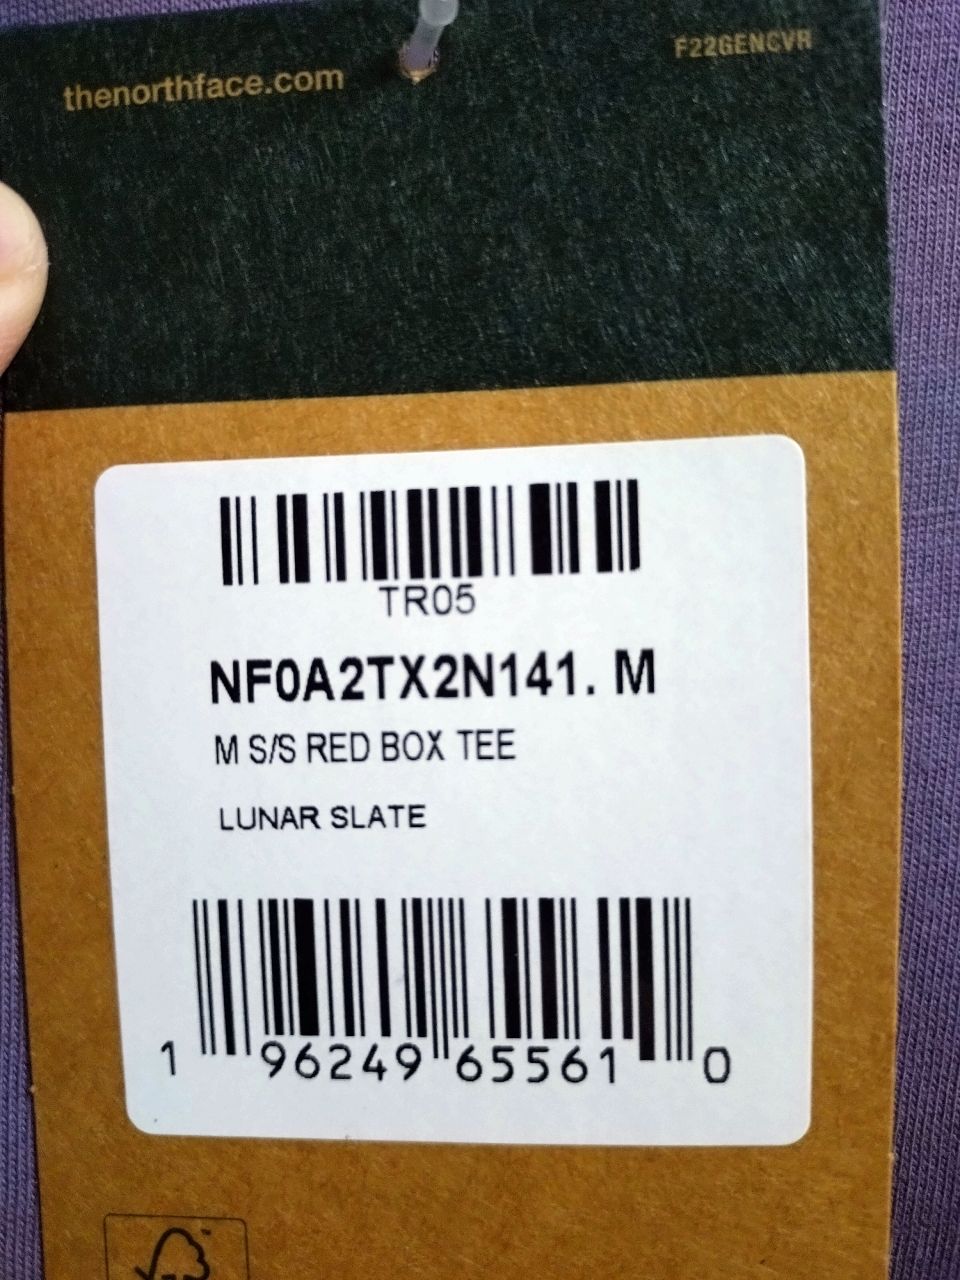 thenorthface.com
F22GENCVR
TR05
NF0A2TX2N141. M
M S/S RED BOX TEE
LUNAR SLATE
1 96249 65561 0